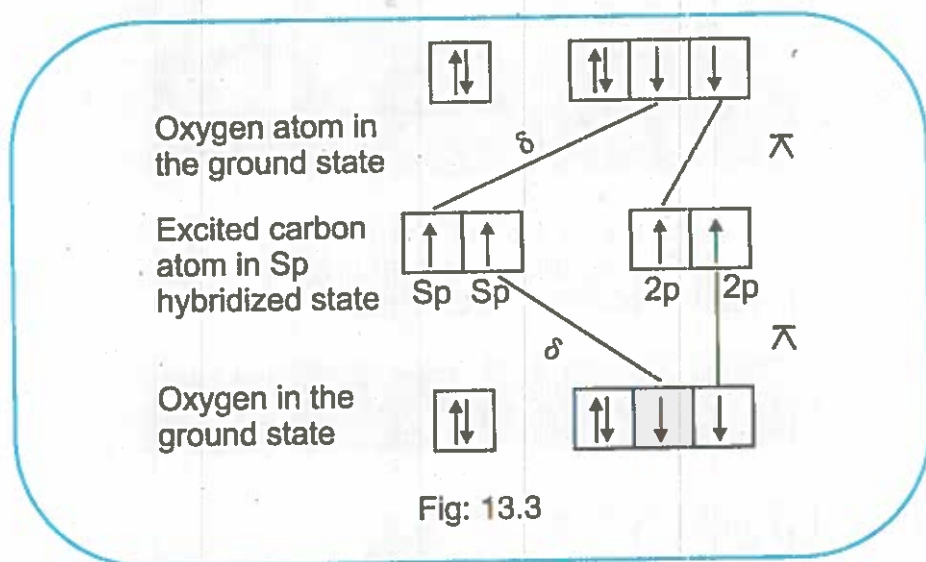 Oxygen atom in
the ground state
δ
⊼
Excited carbon
atom in Sp
hybridized state
Sp Sp
2p 2p
δ
⊼
Oxygen in the
ground state
Fig: 13.3